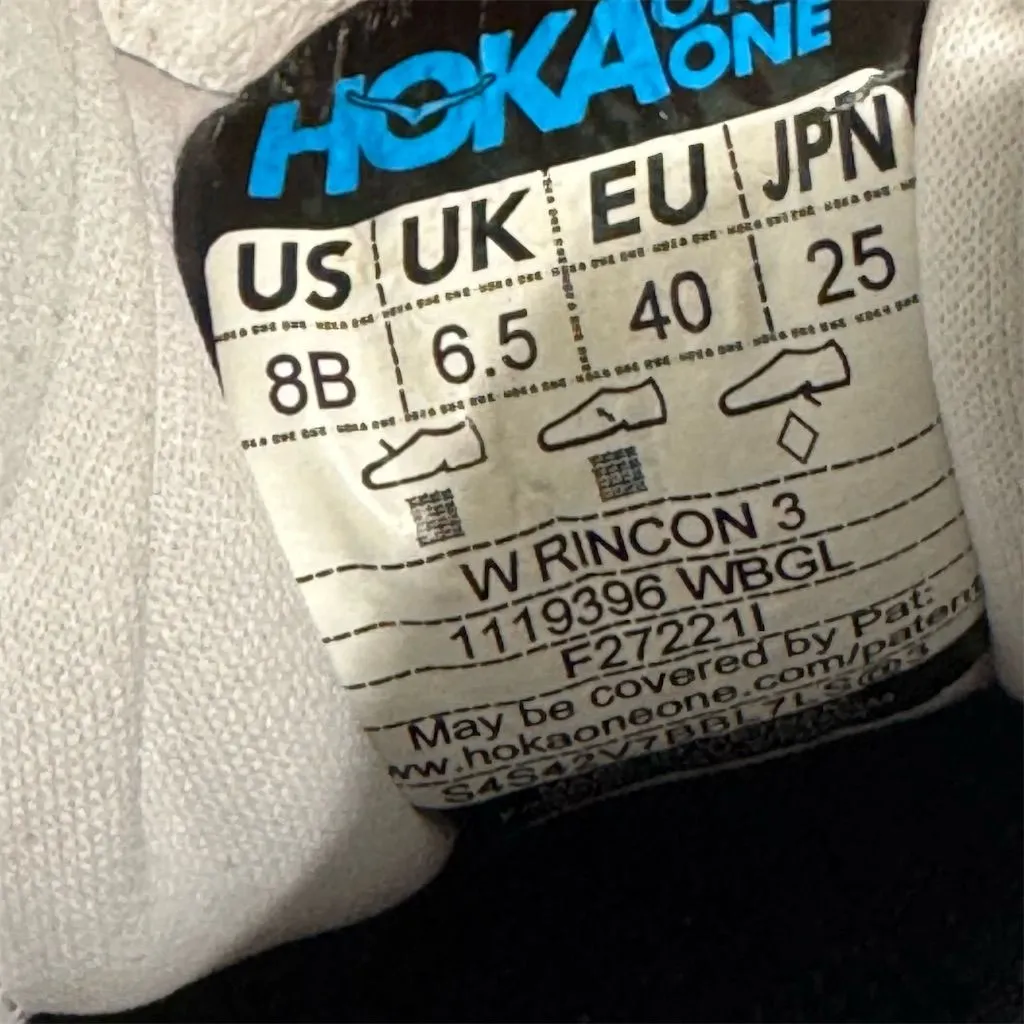 HOKA ONE ONE
US UK EU JPN
8B 6.5 40 25
W RINCON 3
1119396 WBGL
F27221I
May be covered by Pat:
www.hokaoneone.com/patents